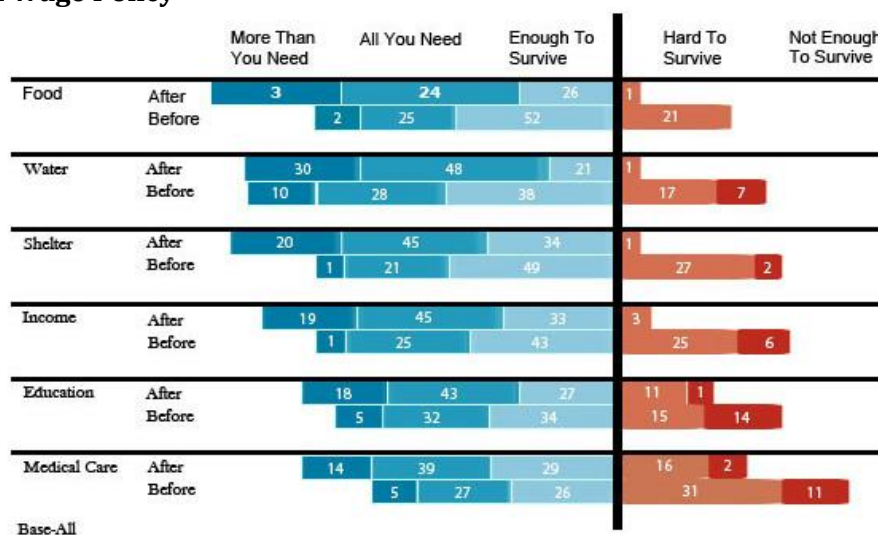 More Than You Need All You Need Enough To Survive Hard To Survive Not Enough To Survive
Food After 3 24 26 1
Before 2 25 52 21
Water After 30 48 21 1
Before 10 28 38 17 7
Shelter After 20 45 34 1
Before 1 21 49 27 2
Income After 19 45 33 3
Before 1 25 43 25 6
Education After 18 43 27 11 1
Before 5 32 34 15 14
Medical Care After 14 39 29 16 2
Before 5 27 26 31 11
Base-All